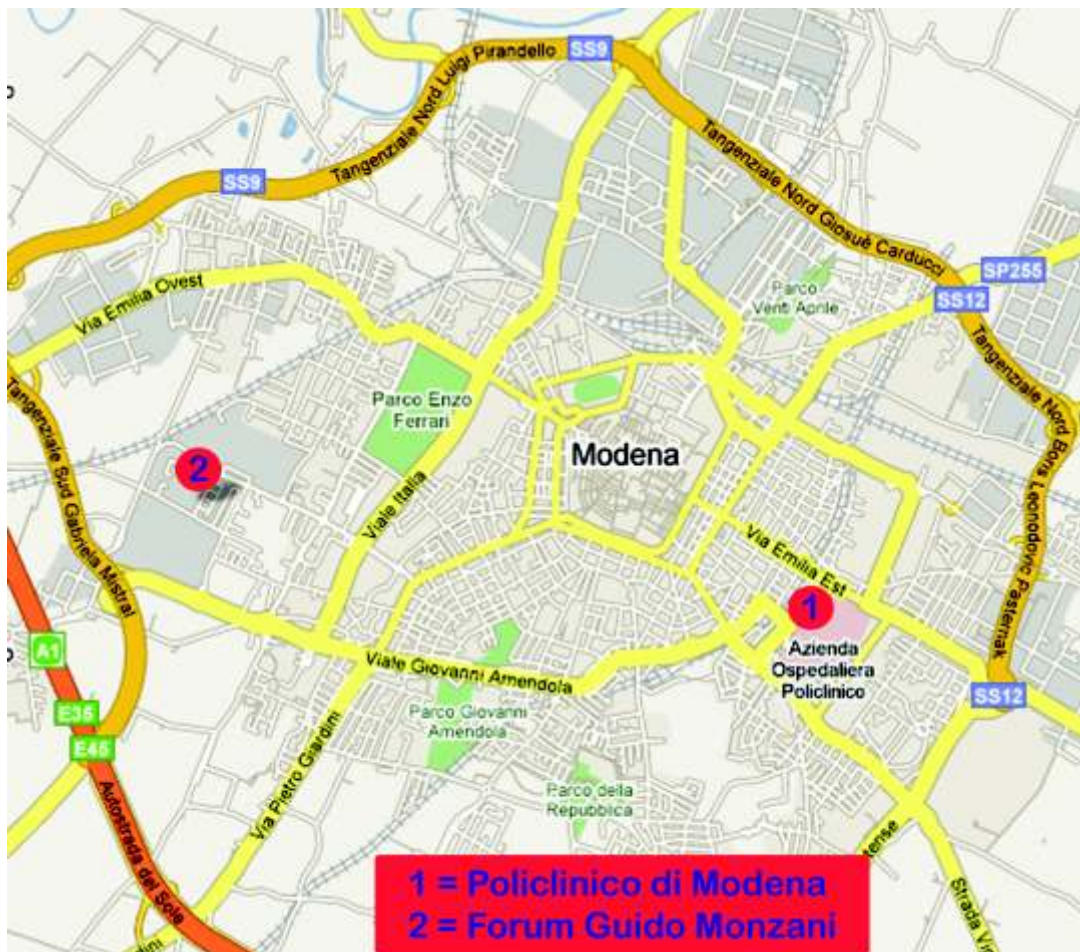 SS9
Tangenziale Nord Luigi Pirandello
SS9
Tangenziale Nord Giosuè Carducci
SP255
SS12
Parco
Venti Aprile
Via Emilia Ovest
Tangenziale Nord Boris Leonodovic Pasternak
Parco Enzo
Ferrari
Modena
2
Tangenziale Sud Gabriela Mistral
Viale Italia
Via Emilia Est
1
Azienda
Ospedaliera
Policlinico
A1
Viale Giovanni Amendola
SS12
E35
E45
Parco Giovanni
Amendola
Via Pietro Giardini
Parco della
Repubblica
Autostrada del Sole
Strada
1 = Policlinico di Modena
2 = Forum Guido Monzani